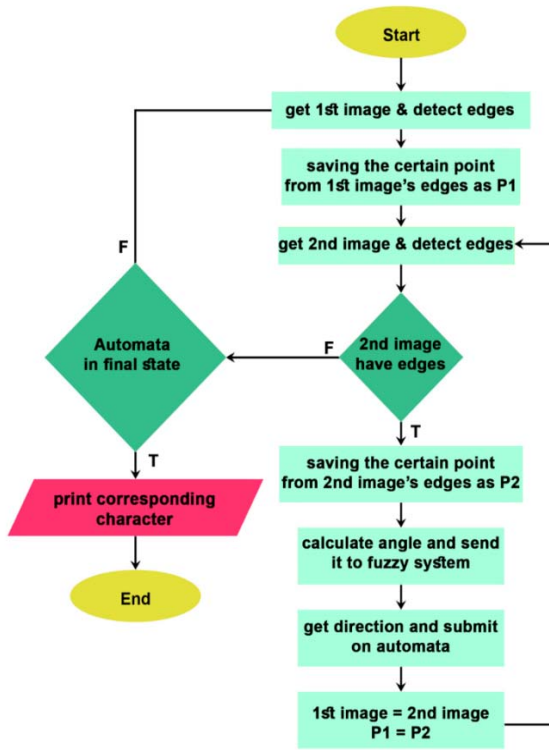 Start
get 1st image & detect edges
saving the certain point
from 1st image's edges as P1
get 2nd image & detect edges
F
Automata
in final state
F
2nd image
have edges
T
T
print corresponding
character
End
saving the certain point
from 2nd image's edges as P2
calculate angle and send
it to fuzzy system
get direction and submit
on automata
1st image = 2nd image
P1 = P2